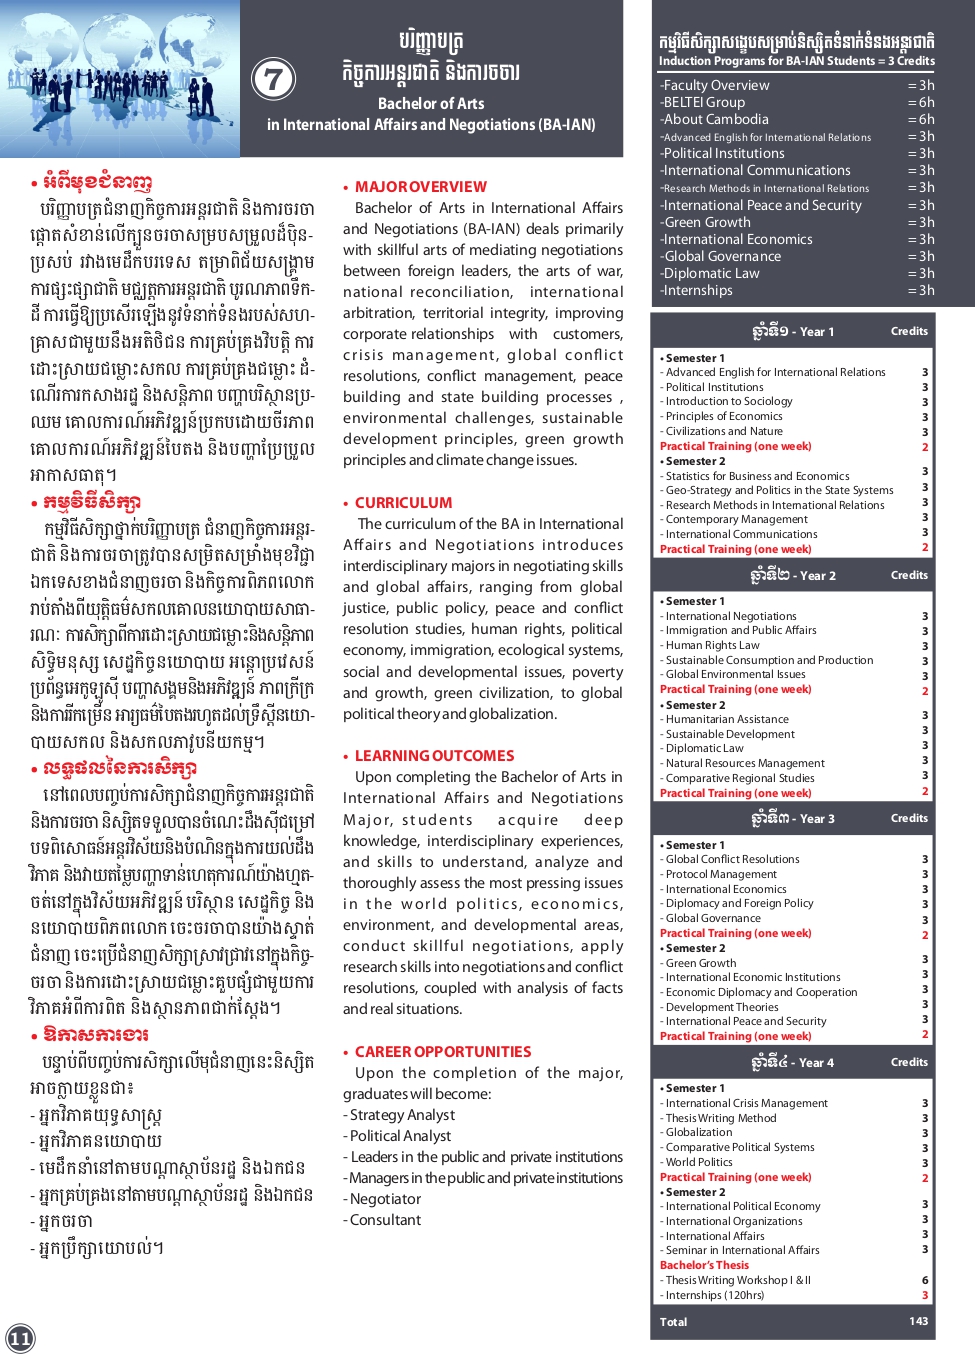 បរិញ្ញាបត្រ
កិច្ចការអន្តរជាតិ និងការចចារ
7
Bachelor of Arts
in International Affairs and Negotiations (BA-IAN)
• អំពីមុខជំនាញ
បរិញ្ញាបត្រជំនាញកិច្ចការអន្តរជាតិ និងការចរចា
ផ្តោតសំខាន់លើក្បួនចរចាសម្របសម្រួលដ៏ប៉ិន-
ប្រសប់ រវាងមេដឹកបរទេស តម្រាពិជ័យសង្គ្រាម
ការផ្សះផ្សាជាតិ មជ្ឈត្តការអន្តរជាតិ បូរណភាពទឹក-
ដី ការធ្វើឱ្យប្រសើរឡើងនូវទំនាក់ទំនងរបស់សហ-
គ្រាសជាមួយនឹងអតិថិជន ការគ្រប់គ្រងវិបត្តិ ការ
ដោះស្រាយជម្លោះសកល ការគ្រប់គ្រងជម្លោះ ដំ-
ណើរការកសាងរដ្ឋ និងសន្តិភាព បញ្ហាបរិស្ថានប្រ-
ឈម គោលការណ៍អភិវឌ្ឍន៍ប្រកបដោយចីរភាព
គោលការណ៍អភិវឌ្ឍន៍បៃតង និងបញ្ហាប្រែប្រួល
អាកាសធាតុ។
• កម្មវិធីសិក្សា
កម្មវិធីសិក្សាថ្នាក់បរិញ្ញាបត្រ ជំនាញកិច្ចការអន្តរ-
ជាតិ និងការចរចាត្រូវបានសម្រិតសម្រាំងមុខវិជ្ជា
ឯកទេសខាងជំនាញចរចា និងកិច្ចការពិភពលោក
រាប់តាំងពីយុត្តិធម៌សកលគោលនយោបាយសាធា-
រណៈ ការសិក្សាពីការដោះស្រាយជម្លោះនិងសន្តិភាព
សិទ្ធិមនុស្ស សេដ្ឋកិច្ចនយោបាយ អន្តោប្រវេសន៍
ប្រព័ន្ធអេកូឡូស៊ី បញ្ហាសង្គមនិងអភិវឌ្ឍន៍ ភាពក្រីក្រ
និងការរីកម្រើន អារ្យធម៌បៃតងរហូតដល់ទ្រឹស្តីនយោ-
បាយសកល និងសកលភាវូបនីយកម្ម។
• លទ្ធផលនៃការសិក្សា
នៅពេលបញ្ចប់ការសិក្សាជំនាញកិច្ចការអន្តរជាតិ
និងការចរចា និស្សិតទទួលបានចំណេះដឹងស៊ីជម្រៅ
បទពិសោធន៍អន្តរវិស័យនិងបំណិនក្នុងការយល់ដឹង
វិភាគ និងវាយតម្លៃបញ្ហាទាន់ហេតុការណ៍យ៉ាងហ្មត-
ចត់នៅក្នុងវិស័យអភិវឌ្ឍន៍ បរិស្ថាន សេដ្ឋកិច្ច និង
នយោបាយពិភពលោក ចេះចរចាបានយ៉ាងស្ទាត់
ជំនាញ ចេះប្រើជំនាញសិក្សាស្រាវជ្រាវនៅក្នុងកិច្ច-
ចរចា និងការដោះស្រាយជម្លោះគួបផ្សំជាមួយការ
វិភាគអំពីការពិត និងស្ថានភាពជាក់ស្តែង។
• ឱកាសការងារ
បន្ទាប់ពីបញ្ចប់ការសិក្សាលើមុជំនាញនេះនិស្សិត
អាចក្លាយខ្លួនជា៖
- អ្នកវិភាគយុទ្ធសាស្ត្រ
- អ្នកវិភាគនយោបាយ
- មេដឹកនាំនៅតាមបណ្តាស្ថាប័នរដ្ឋ និងឯកជន
- អ្នកគ្រប់គ្រងនៅតាមបណ្តាស្ថាប័នរដ្ឋ និងឯកជន
- អ្នកចរចា
- អ្នកប្រឹក្សាយោបល់។
• MAJOR OVERVIEW
Bachelor of Arts in International Affairs
and Negotiations (BA-IAN) deals primarily
with skillful arts of mediating negotiations
between foreign leaders, the arts of war,
national reconciliation, international
arbitration, territorial integrity, improving
corporate relationships with customers,
crisis management, global conflict
resolutions, conflict management, peace
building and state building processes ,
environmental challenges, sustainable
development principles, green growth
principles and climate change issues.
• CURRICULUM
The curriculum of the BA in International
Affairs and Negotiations introduces
interdisciplinary majors in negotiating skills
and global affairs, ranging from global
justice, public policy, peace and conflict
resolution studies, human rights, political
economy, immigration, ecological systems,
social and developmental issues, poverty
and growth, green civilization, to global
political theory and globalization.
• LEARNING OUTCOMES
Upon completing the Bachelor of Arts in
International Affairs and Negotiations
Major, students acquire deep
knowledge, interdisciplinary experiences,
and skills to understand, analyze and
thoroughly assess the most pressing issues
in the world politics, economics,
environment, and developmental areas,
conduct skillful negotiations, apply
research skills into negotiations and conflict
resolutions, coupled with analysis of facts
and real situations.
• CAREER OPPORTUNITIES
Upon the completion of the major,
graduates will become:
- Strategy Analyst
- Political Analyst
- Leaders in the public and private institutions
- Managers in the public and private institutions
- Negotiator
- Consultant
កម្មវិធីសិក្សាសង្ខេបសម្រាប់និស្សិតទំនាក់ទំនងអន្តរជាតិ
Induction Programs for BA-IAN Students = 3 Credits
-Faculty Overview = 3h
-BELTEI Group = 6h
-About Cambodia = 6h
-Advanced English for International Relations = 3h
-Political Institutions = 3h
-International Communications = 3h
-Research Methods in International Relations = 3h
-International Peace and Security = 3h
-Green Growth = 3h
-International Economics = 3h
-Global Governance = 3h
-Diplomatic Law = 3h
-Internships = 3h
ឆ្នាំទី១ - Year 1 Credits
• Semester 1
- Advanced English for International Relations 3
- Political Institutions 3
- Introduction to Sociology 3
- Principles of Economics 3
- Civilizations and Nature 3
Practical Training (one week) 2
• Semester 2
- Statistics for Business and Economics 3
- Geo-Strategy and Politics in the State Systems 3
- Research Methods in International Relations 3
- Contemporary Management 3
- International Communications 3
Practical Training (one week) 2
ឆ្នាំទី២ - Year 2 Credits
• Semester 1
- International Negotiations 3
- Immigration and Public Affairs 3
- Human Rights Law 3
- Sustainable Consumption and Production 3
- Global Environmental Issues 3
Practical Training (one week) 2
• Semester 2
- Humanitarian Assistance 3
- Sustainable Development 3
- Diplomatic Law 3
- Natural Resources Management 3
- Comparative Regional Studies 3
Practical Training (one week) 2
ឆ្នាំទី៣ - Year 3 Credits
• Semester 1
- Global Conflict Resolutions 3
- Protocol Management 3
- International Economics 3
- Diplomacy and Foreign Policy 3
- Global Governance 3
Practical Training (one week) 2
• Semester 2
- Green Growth 3
- International Economic Institutions 3
- Economic Diplomacy and Cooperation 3
- Development Theories 3
- International Peace and Security 3
Practical Training (one week) 2
ឆ្នាំទី៤ - Year 4 Credits
• Semester 1
- International Crisis Management 3
- Thesis Writing Method 3
- Globalization 3
- Comparative Political Systems 3
- World Politics 3
Practical Training (one week) 2
• Semester 2
- International Political Economy 3
- International Organizations 3
- International Affairs 3
- Seminar in International Affairs 3
Bachelor's Thesis
- Thesis Writing Workshop I & II 6
- Internships (120hrs) 3
Total 143
11